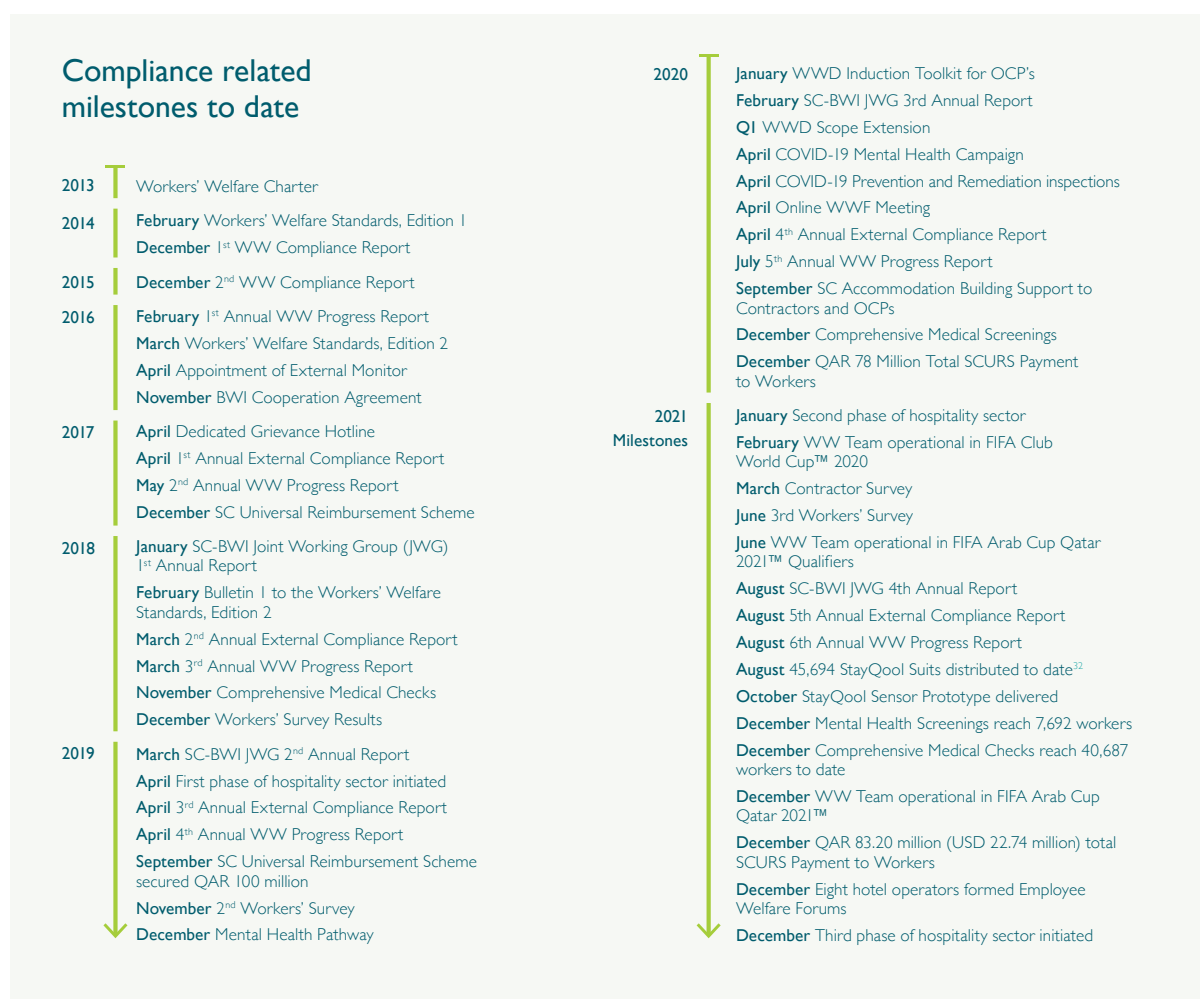 Compliance related
milestones to date
2013
Workers' Welfare Charter
2014
February Workers' Welfare Standards, Edition 1
December 1st WW Compliance Report
2015
December 2nd WW Compliance Report
2016
February 1st Annual WW Progress Report
March Workers' Welfare Standards, Edition 2
April Appointment of External Monitor
November BWI Cooperation Agreement
2017
April Dedicated Grievance Hotline
April 1st Annual External Compliance Report
May 2nd Annual WW Progress Report
December SC Universal Reimbursement Scheme
2018
January SC-BWI Joint Working Group (JWG)
1st Annual Report
February Bulletin 1 to the Workers' Welfare
Standards, Edition 2
March 2nd Annual External Compliance Report
March 3rd Annual WW Progress Report
November Comprehensive Medical Checks
December Workers' Survey Results
2019
March SC-BWI JWG 2nd Annual Report
April First phase of hospitality sector initiated
April 3rd Annual External Compliance Report
April 4th Annual WW Progress Report
September SC Universal Reimbursement Scheme
secured QAR 100 million
November 2nd Workers' Survey
December Mental Health Pathway
2020
January WWD Induction Toolkit for OCP's
February SC-BWI JWG 3rd Annual Report
Q1 WWD Scope Extension
April COVID-19 Mental Health Campaign
April COVID-19 Prevention and Remediation inspections
April Online WWF Meeting
April 4th Annual External Compliance Report
July 5th Annual WW Progress Report
September SC Accommodation Building Support to
Contractors and OCPs
December Comprehensive Medical Screenings
December QAR 78 Million Total SCURS Payment
to Workers
2021
Milestones
January Second phase of hospitality sector
February WW Team operational in FIFA Club
World Cup™ 2020
March Contractor Survey
June 3rd Workers' Survey
June WW Team operational in FIFA Arab Cup Qatar
2021™ Qualifiers
August SC-BWI JWG 4th Annual Report
August 5th Annual External Compliance Report
August 6th Annual WW Progress Report
August 45,694 StayQool Suits distributed to date32
October StayQool Sensor Prototype delivered
December Mental Health Screenings reach 7,692 workers
December Comprehensive Medical Checks reach 40,687
workers to date
December WW Team operational in FIFA Arab Cup
Qatar 2021™
December QAR 83.20 million (USD 22.74 million) total
SCURS Payment to Workers
December Eight hotel operators formed Employee
Welfare Forums
December Third phase of hospitality sector initiated